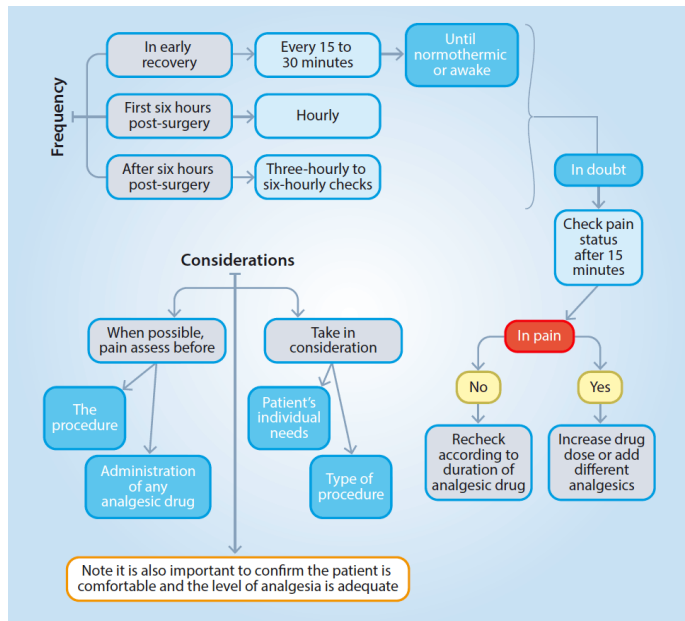 Frequency
In early
recovery
Every 15 to
30 minutes
Until
normothermic
or awake
First six hours
post-surgery
Hourly
After six hours
post-surgery
Three-hourly to
six-hourly checks
In doubt
Check pain
status
after 15
minutes
In pain
No
Yes
Recheck
according to
duration of
analgesic drug
Increase drug
dose or add
different
analgesics
Considerations
When possible,
pain assess before
The
procedure
Administration
of any
analgesic drug
Take in
consideration
Patient's
individual
needs
Type of
procedure
Note it is also important to confirm the patient is
comfortable and the level of analgesia is adequate